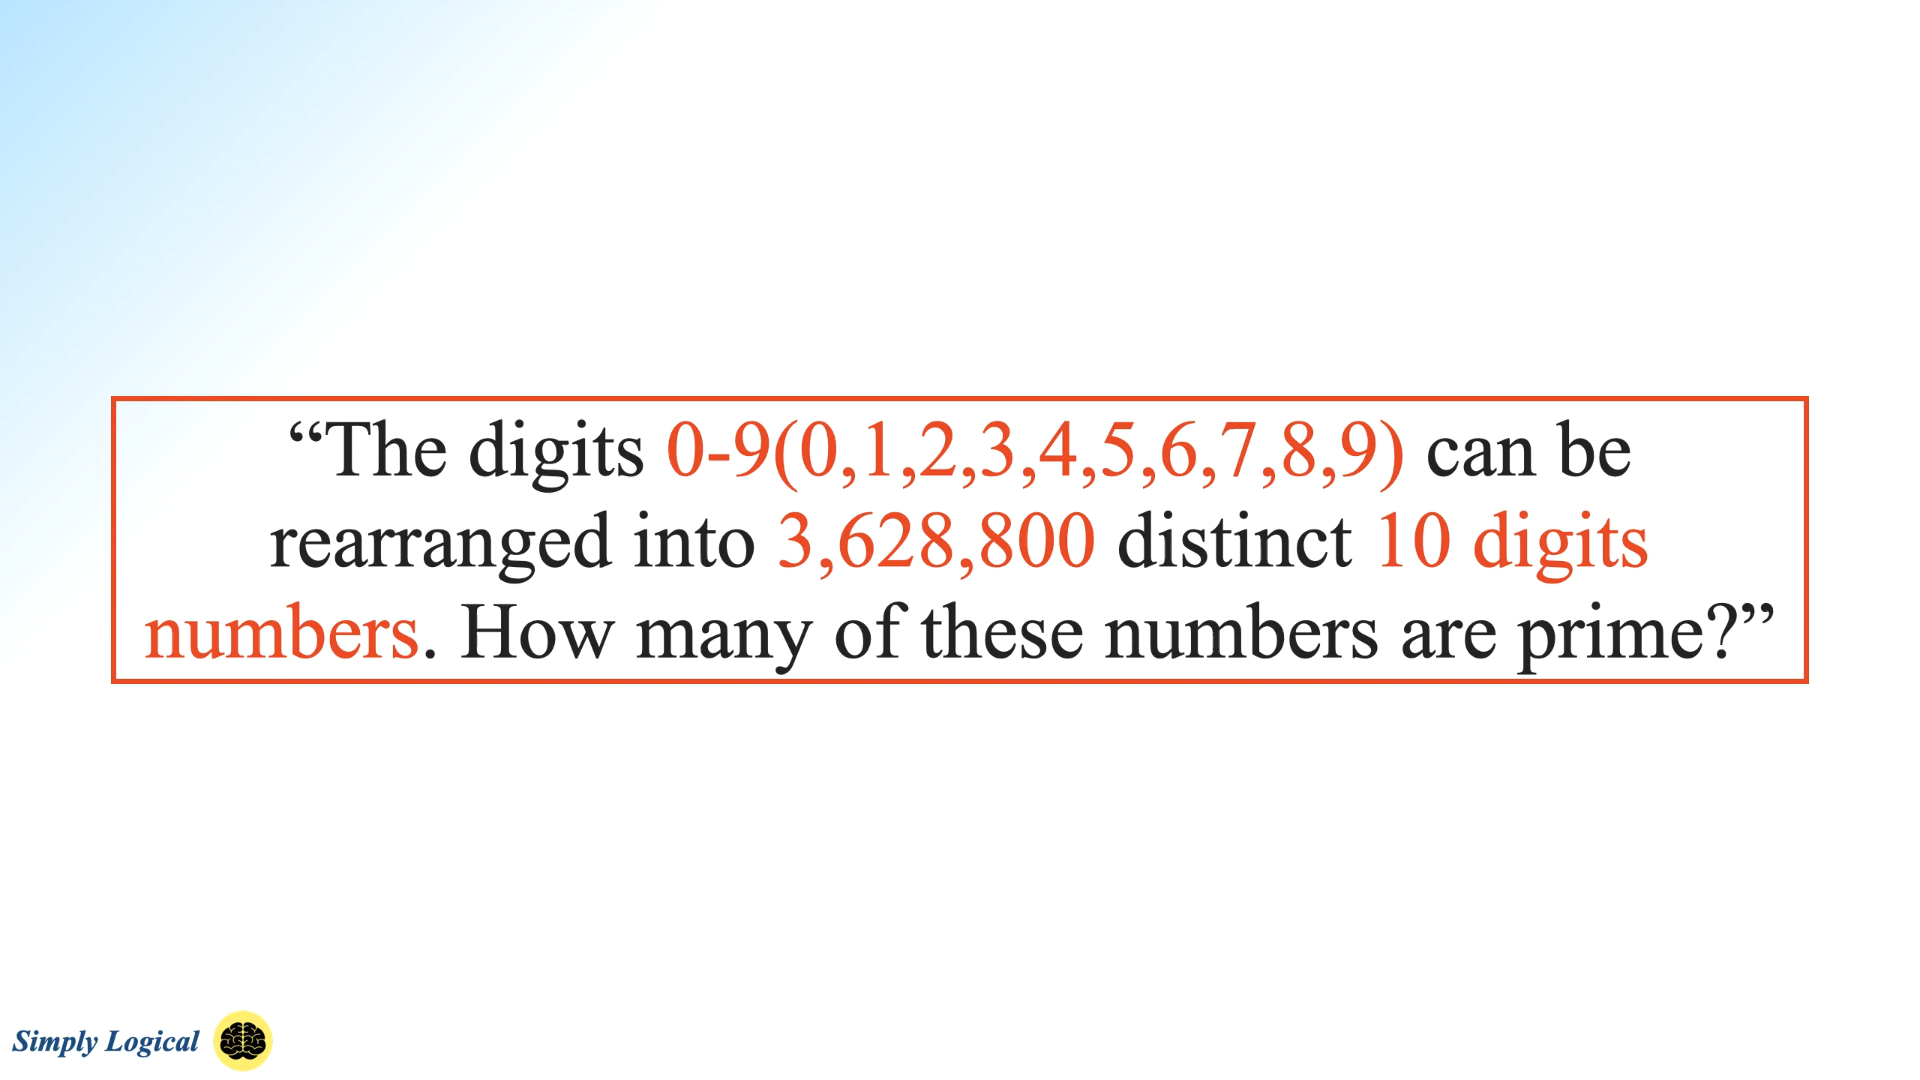 “The digits 0-9(0,1,2,3,4,5,6,7,8,9) can be
rearranged into 3,628,800 distinct 10 digits
numbers. How many of these numbers are prime?”
Simply Logical